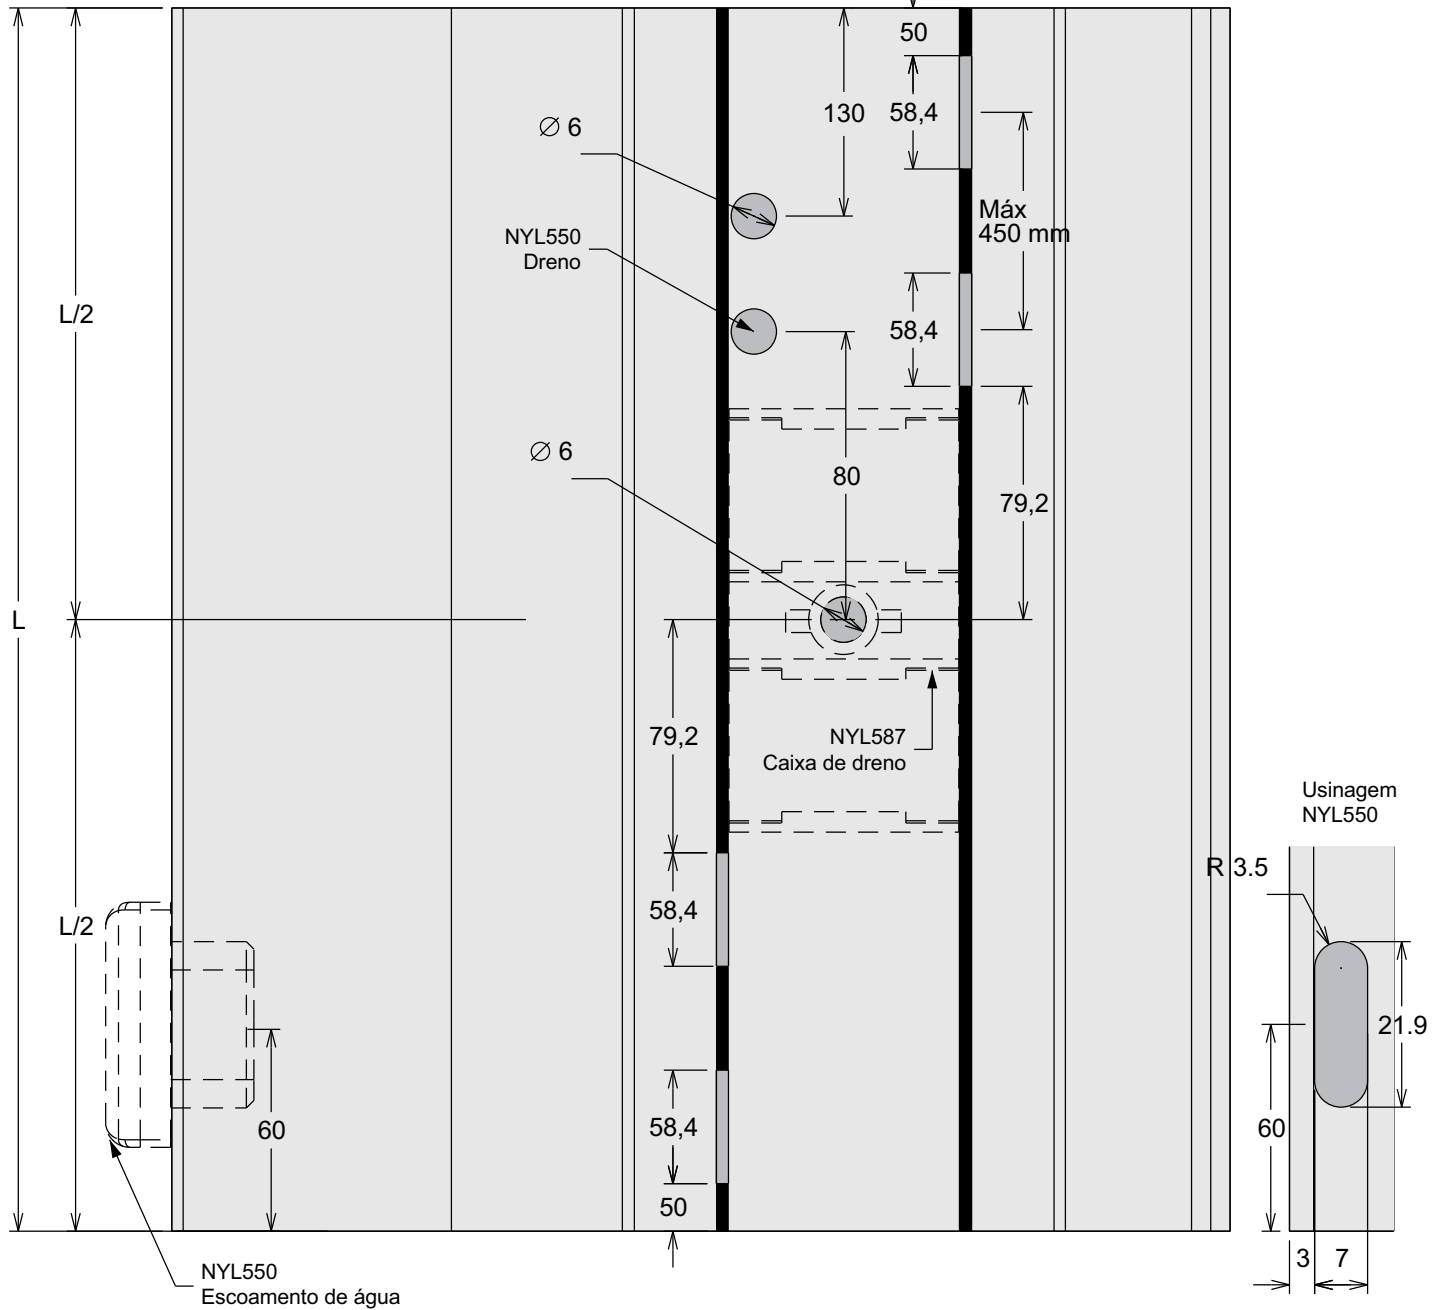 50
130
58,4
∅ 6
Máx
450 mm
NYL550
Dreno
L/2
58,4
∅ 6
80
79,2
L
79,2
NYL587
Caixa de dreno
Usinagem
NYL550
R 3.5
58,4
L/2
21.9
60
58,4
60
50
3
7
NYL550
Escoamento de água